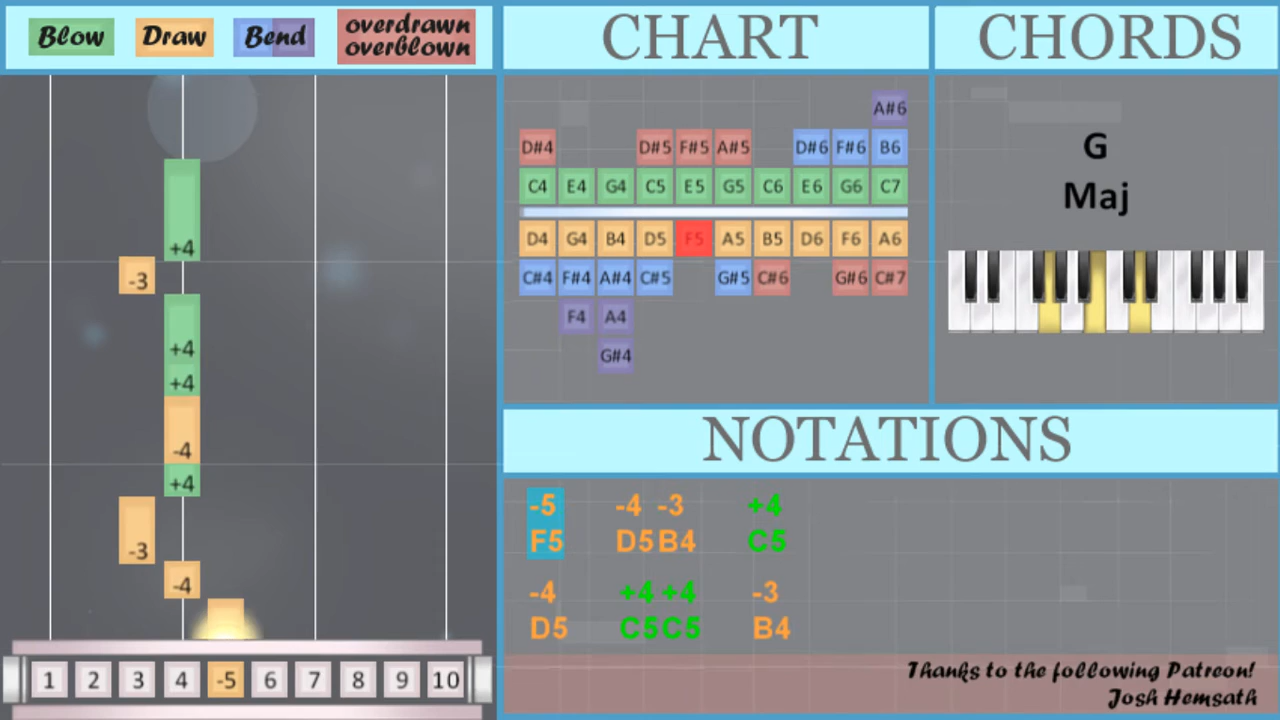 Blow Draw Bend overdrawn
overblown
CHART
CHORDS
+4
-3
+4
+4
-4
+4
-3
-4
1 2 3 4 -5 6 7 8 9 10
A#6
D#4 D#5 F#5 A#5 D#6 F#6 B6
C4 E4 G4 C5 E5 G5 C6 E6 G6 C7
D4 G4 B4 D5 F5 A5 B5 D6 F6 A6
C#4 F#4 A#4 C#5 G#5 C#6 G#6 C#7
F4 A4
G#4
G
Maj
NOTATIONS
-5 -4 -3 +4
F5 D5 B4 C5
-4 +4 +4 -3
D5 C5 C5 B4
Thanks to the following Patreon!
Josh Hemsath